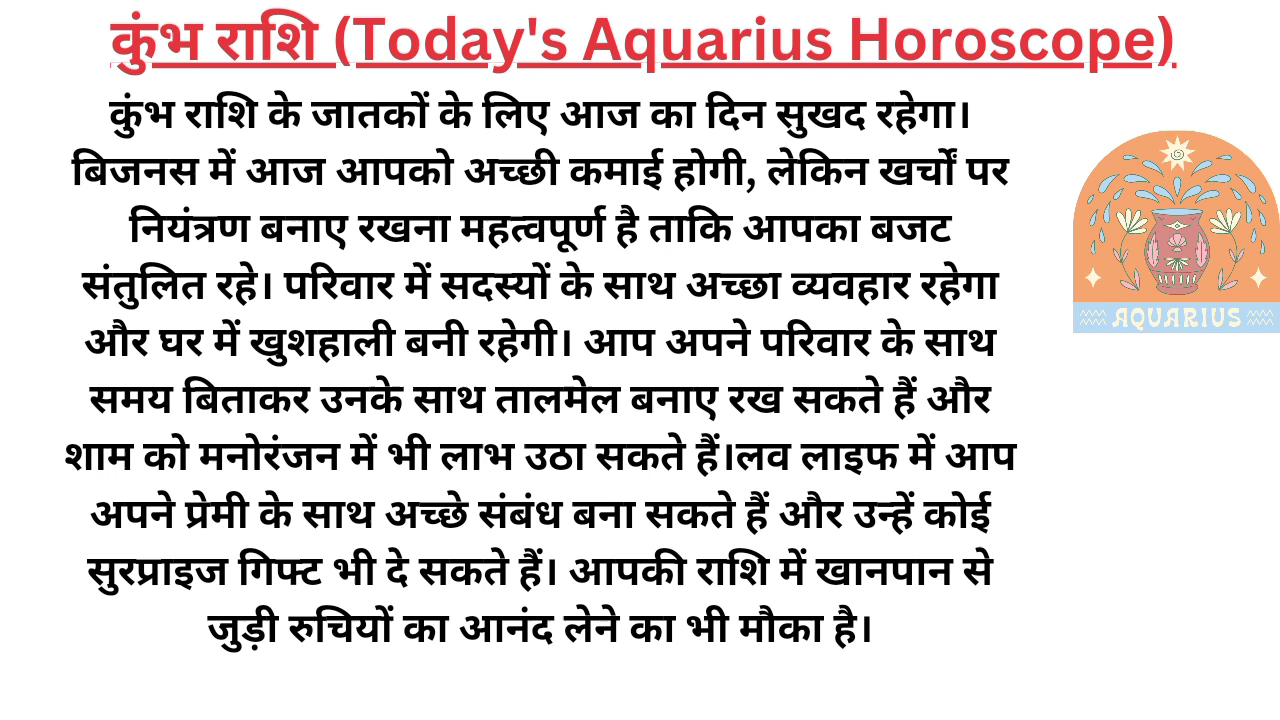 कुंभ राशि (Today's Aquarius Horoscope)
कुंभ राशि के जातकों के लिए आज का दिन सुखद रहेगा।
बिजनस में आज आपको अच्छी कमाई होगी, लेकिन खर्चों पर
नियंत्रण बनाए रखना महत्वपूर्ण है ताकि आपका बजट
संतुलित रहे। परिवार में सदस्यों के साथ अच्छा व्यवहार रहेगा
और घर में खुशहाली बनी रहेगी। आप अपने परिवार के साथ
समय बिताकर उनके साथ तालमेल बनाए रख सकते हैं और
शाम को मनोरंजन में भी लाभ उठा सकते हैं।लव लाइफ में आप
अपने प्रेमी के साथ अच्छे संबंध बना सकते हैं और उन्हें कोई
सुरप्राइज गिफ्ट भी दे सकते हैं। आपकी राशि में खानपान से
जुड़ी रुचियों का आनंद लेने का भी मौका है।
AQUARIUS